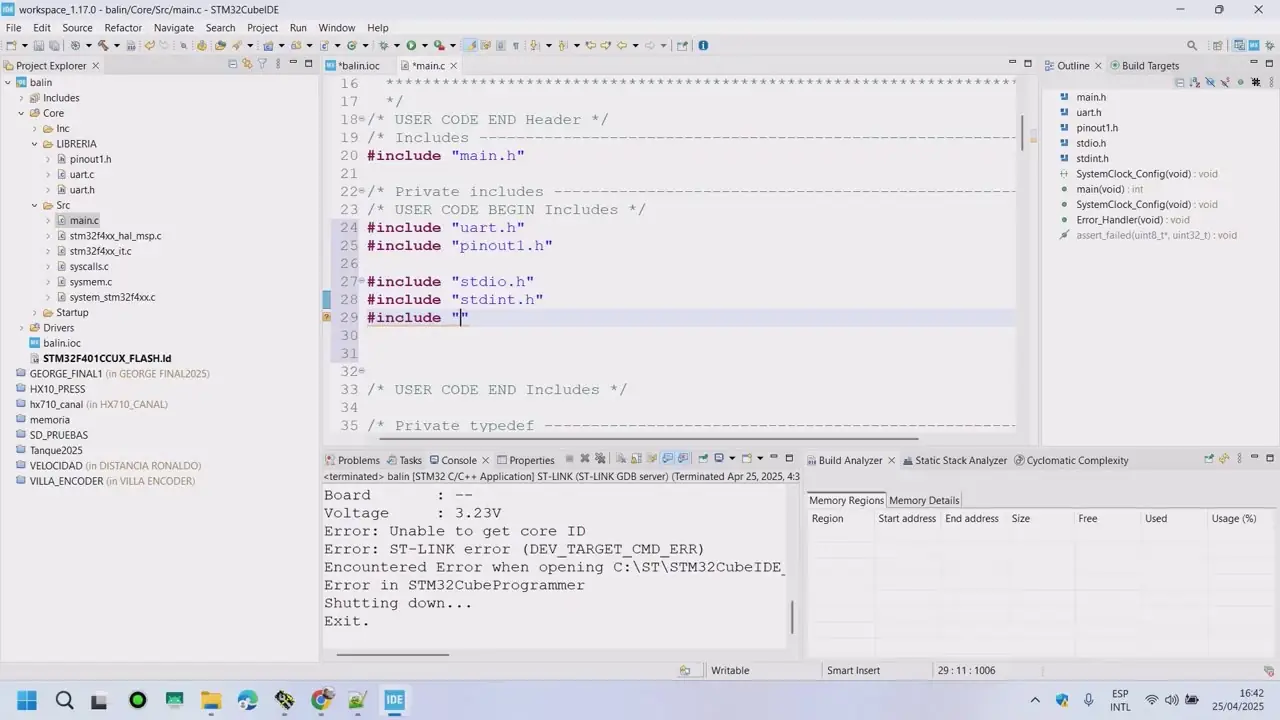 workspace_1.17.0 - balin/Core/Src/main.c - STM32CubeIDE
File Edit Source Refactor Navigate Search Project Run Window Help
Project Explorer
balin
Includes
Core
Inc
LIBRERIA
pinout1.h
uart.c
uart.h
Src
main.c
stm32f4xx_hal_msp.c
stm32f4xx_it.c
syscalls.c
sysmem.c
system_stm32f4xx.c
Startup
Drivers
balin.ioc
STM32F401CCUX_FLASH.ld
GEORGE_FINAL1 (in GEORGE FINAL2025)
HX10_PRESS
hx710_canal (in HX710_CANAL)
memoria
SD_PRUEBAS
Tanque2025
VELOCIDAD (in DISTANCIA RONALDO)
VILLA_ENCODER (in VILLA ENCODER)
*balin.ioc *main.c
16 ******************************************************************************
17 */
18 /* USER CODE END Header */
19 /* Includes ------------------------------------------------------------------
20 #include "main.h"
21
22 /* Private includes ----------------------------------------------------------
23 /* USER CODE BEGIN Includes */
24 #include "uart.h"
25 #include "pinout1.h"
26
27 #include "stdio.h"
28 #include "stdint.h"
29 #include ""
30
31
32
33 /* USER CODE END Includes */
34
35 /* Private typedef -----------------------------------------------------------
Outline Build Targets
main.h
uart.h
pinout1.h
stdio.h
stdint.h
SystemClock_Config(void) : void
main(void) : int
SystemClock_Config(void) : void
Error_Handler(void) : void
assert_failed(uint8_t*, uint32_t) : void
Problems Tasks Console Properties
<terminated> balin [STM32 C/C++ Application] ST-LINK (ST-LINK GDB server) (Terminated Apr 25, 2025, 4:3
Board : --
Voltage : 3.23V
Error: Unable to get core ID
Error: ST-LINK error (DEV_TARGET_CMD_ERR)
Encountered Error when opening C:\ST\STM32CubeIDE_
Error in STM32CubeProgrammer
Shutting down...
Exit.
Build Analyzer Static Stack Analyzer Cyclomatic Complexity
Memory Regions Memory Details
Region Start address End address Size Free Used Usage (%)
Writable Smart Insert 29 : 11 : 1006
IDE
ESP
INTL
16:42
25/04/2025